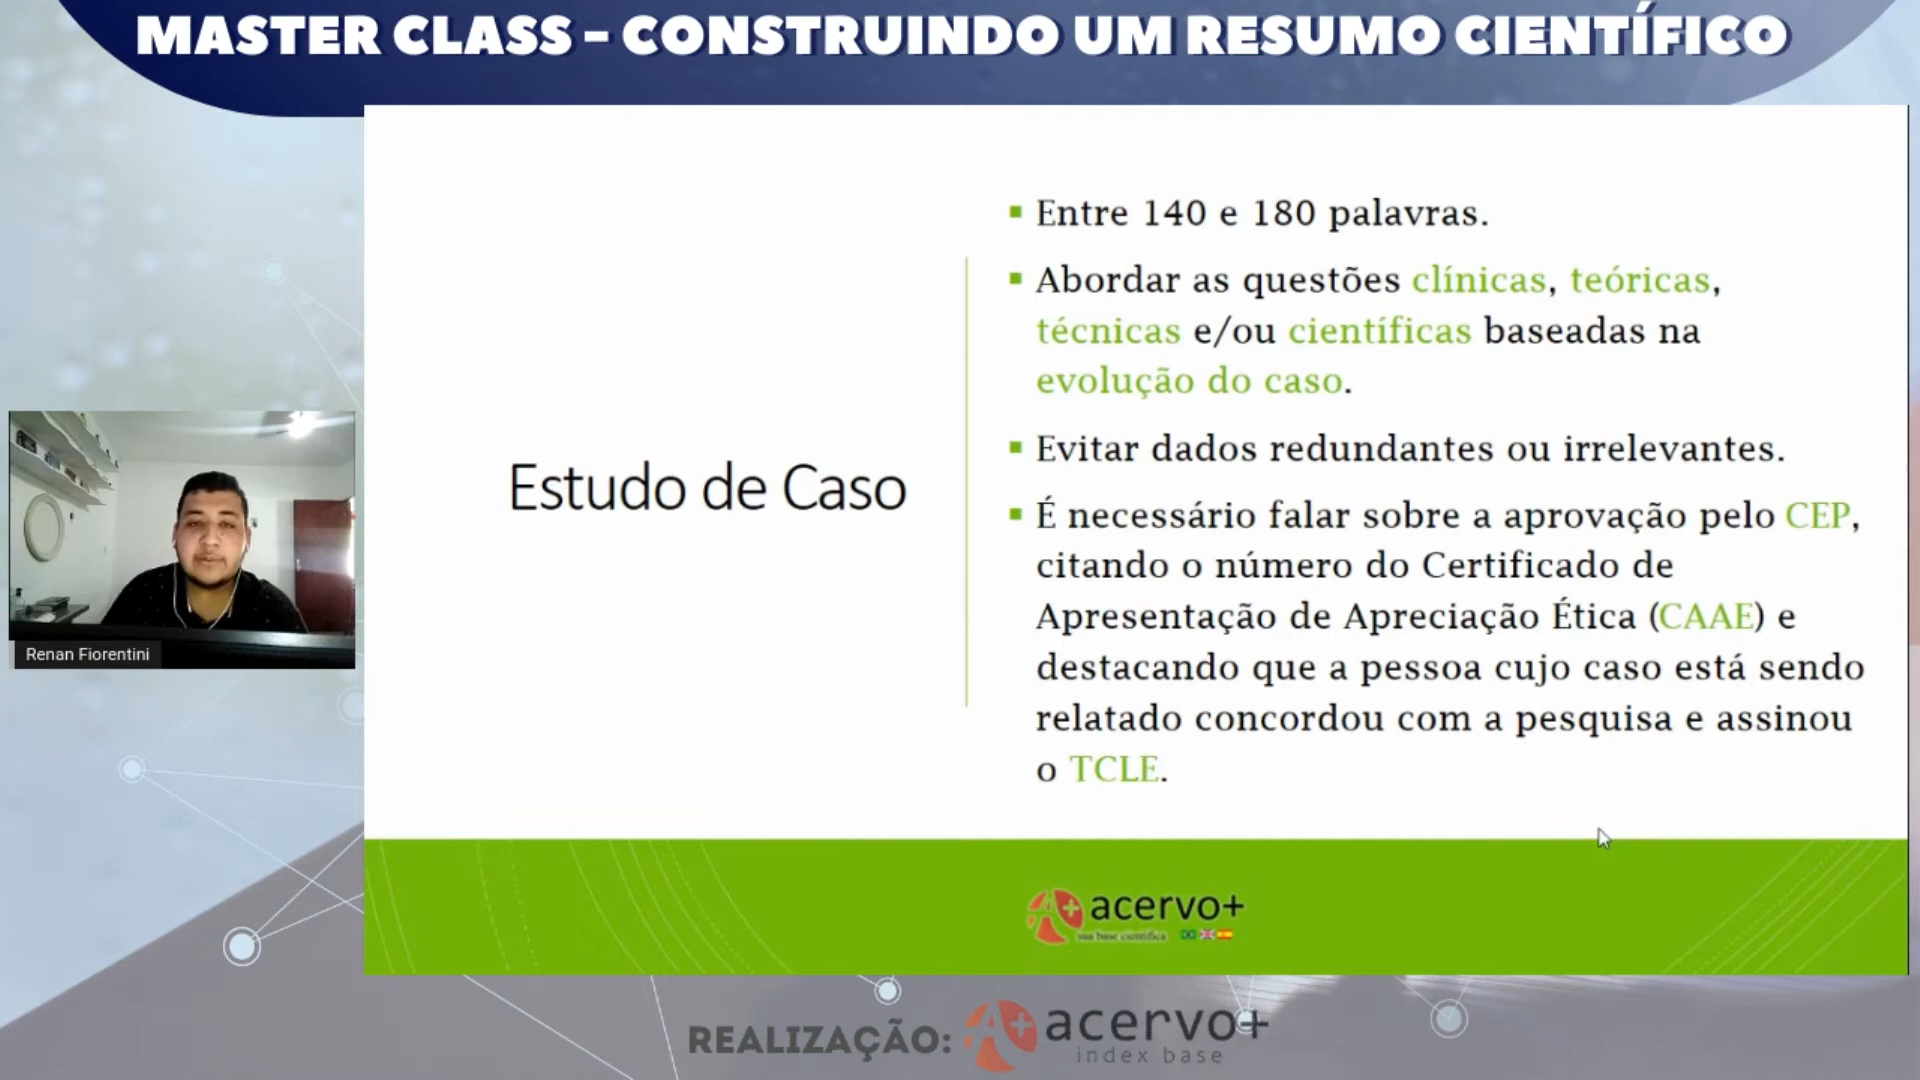 MASTER CLASS - CONSTRUINDO UM RESUMO CIENTÍFICO
Estudo de Caso
Entre 140 e 180 palavras.
Abordar as questões clínicas, teóricas,
técnicas e/ou científicas baseadas na
evolução do caso.
Evitar dados redundantes ou irrelevantes.
É necessário falar sobre a aprovação pelo CEP,
citando o número do Certificado de
Apresentação de Apreciação Ética (CAAE) e
destacando que a pessoa cujo caso está sendo
relatado concordou com a pesquisa e assinou
o TCLE.
Renan Fiorentini
acervo+
sua base científica
REALIZAÇÃO: acervo+
index base